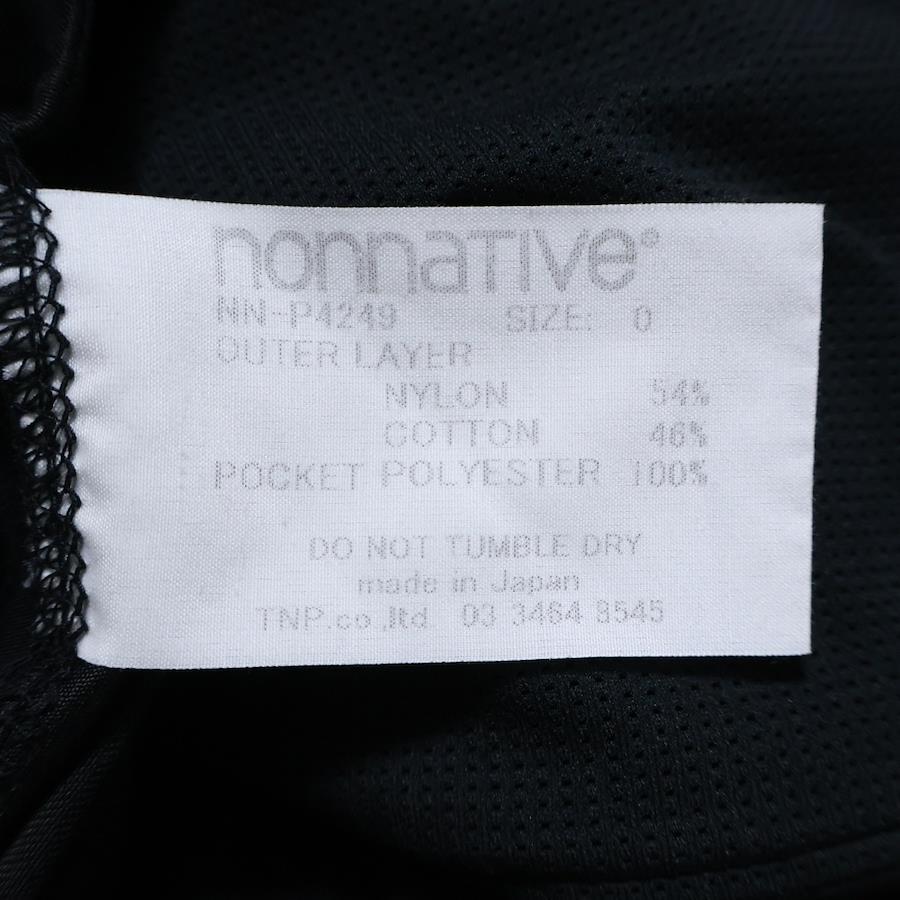 nonnaTIVe®
NN-P4249 SIZE: 0
OUTER LAYER
NYLON 54%
COTTON 46%
POCKET POLYESTER 100%
DO NOT TUMBLE DRY
made in Japan
TNP.co,ltd. 03 3464 8545